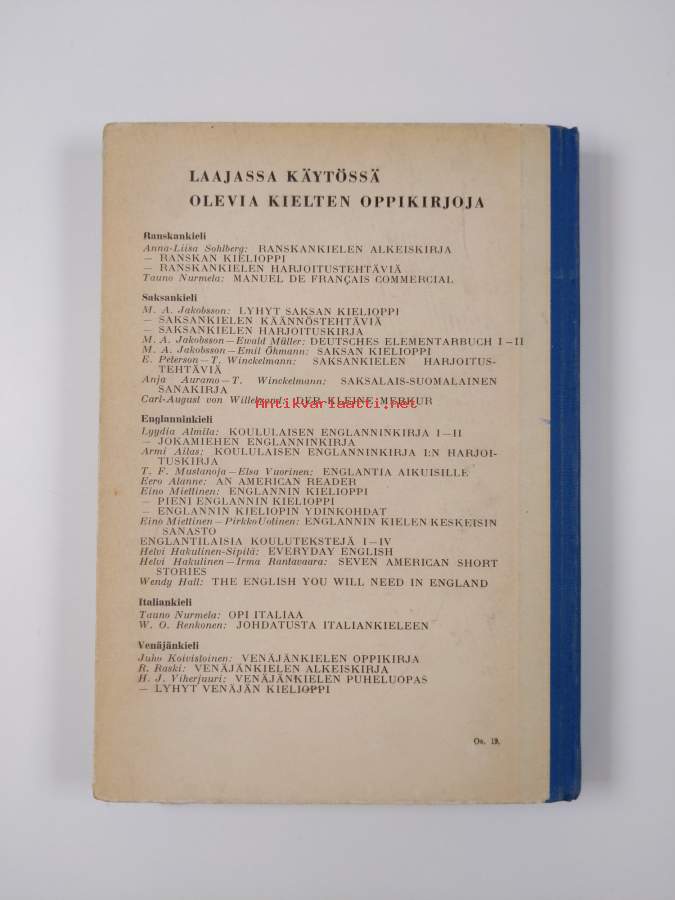 LAAJASSA KÄYTÖSSÄ
OLEVIA KIELTEN OPPIKIRJOJA
Ranskankieli
Anna-Liisa Sohlberg: RANSKANKIELEN ALKEISKIRJA
— RANSKAN KIELIOPPI
— RANSKANKIELEN HARJOITUSTEHTÄVIÄ
Tauno Nurmela: MANUEL DE FRANÇAIS COMMERCIAL
Saksankieli
M. A. Jakobsson: LYHYT SAKSAN KIELIOPPI
— SAKSANKIELEN KÄÄNNÖSTEHTÄVIÄ
— SAKSANKIELEN HARJOITUSKIRJA
M. A. Jakobsson—Ewald Müller: DEUTSCHES ELEMENTARBUCH I—II
M. A. Jakobsson—Emil Öhmann: SAKSAN KIELIOPPI
E. Peterson—T. Winckelmann: SAKSANKIELEN HARJOITUS-
TEHTÄVIÄ
Anja Auramo—T. Winckelmann: SAKSALAIS-SUOMALAINEN
SANAKIRJA
Carl-August von Willebrand: DER KLEINE MERKUR
Antikvariaatti.net
Englanninkieli
Lyydia Almila: KOULULAISEN ENGLANNINKIRJA I—II
— JOKAMIEHEN ENGLANNINKIRJA
Armi Ailas: KOULULAISEN ENGLANNINKIRJA I:N HARJOI-
TUSKIRJA
T. F. Mustanoja—Elsa Vuorinen: ENGLANTIA AIKUISILLE
Eero Alanne: AN AMERICAN READER
Eino Miettinen: ENGLANNIN KIELIOPPI
— PIENI ENGLANNIN KIELIOPPI
— ENGLANNIN KIELIOPIN YDINKOHDAT
Eino Miettinen—Pirkko Uotinen: ENGLANNIN KIELEN KESKEISIN
SANASTO
ENGLANTILAISIA KOULUTEKSTEJÄ I—IV
Helvi Hakulinen-Sipilä: EVERYDAY ENGLISH
Helvi Hakulinen—Irma Rantavaara: SEVEN AMERICAN SHORT
STORIES
Wendy Hall: THE ENGLISH YOU WILL NEED IN ENGLAND
Italiankieli
Tauno Nurmela: OPI ITALIAA
W. O. Renkonen: JOHDATUSTA ITALIANKIELEEN
Venäjänkieli
Juho Koivistoinen: VENÄJÄNKIELEN OPPIKIRJA
R. Raski: VENÄJÄNKIELEN ALKEISKIRJA
H. J. Viherjuuri: VENÄJÄNKIELEN PUHELUOPAS
— LYHYT VENÄJÄN KIELIOPPI
Os. 19.